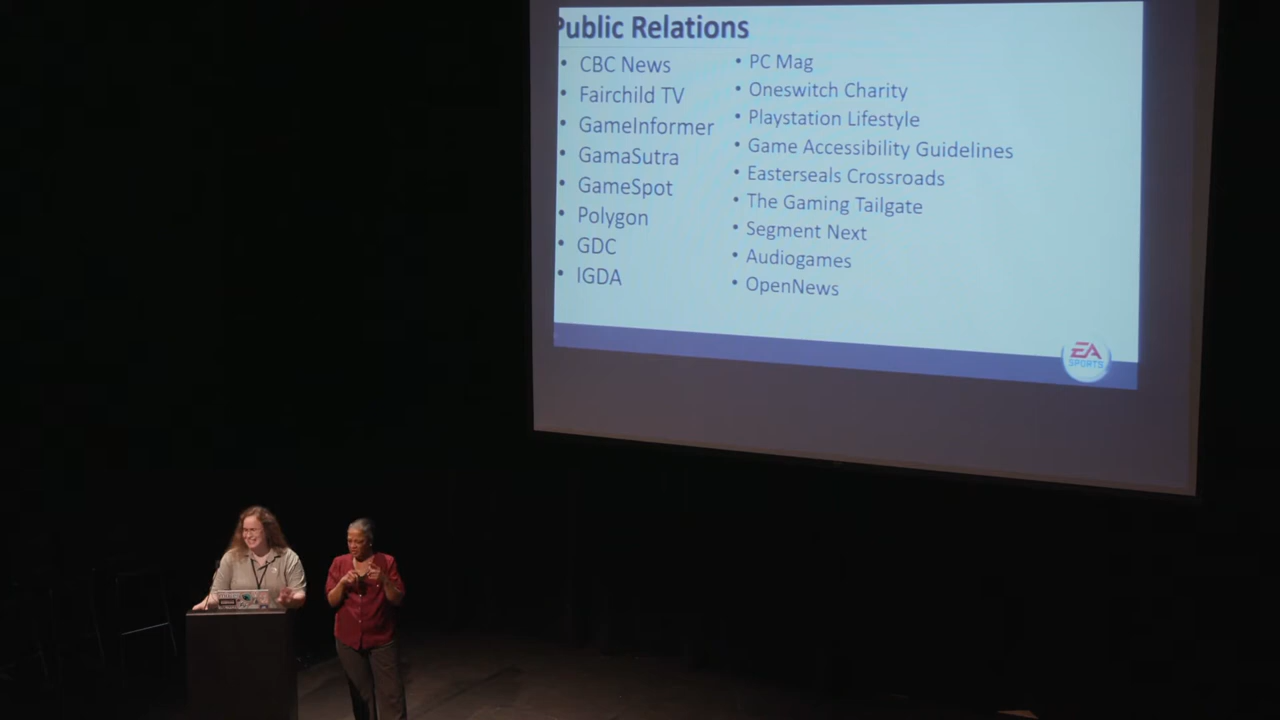 Public Relations
• CBC News
• Fairchild TV
• GameInformer
• GamaSutra
• GameSpot
• Polygon
• GDC
• IGDA
• PC Mag
• Oneswitch Charity
• Playstation Lifestyle
• Game Accessibility Guidelines
• Easterseals Crossroads
• The Gaming Tailgate
• Segment Next
• Audiogames
• OpenNews
EA
SPORTS